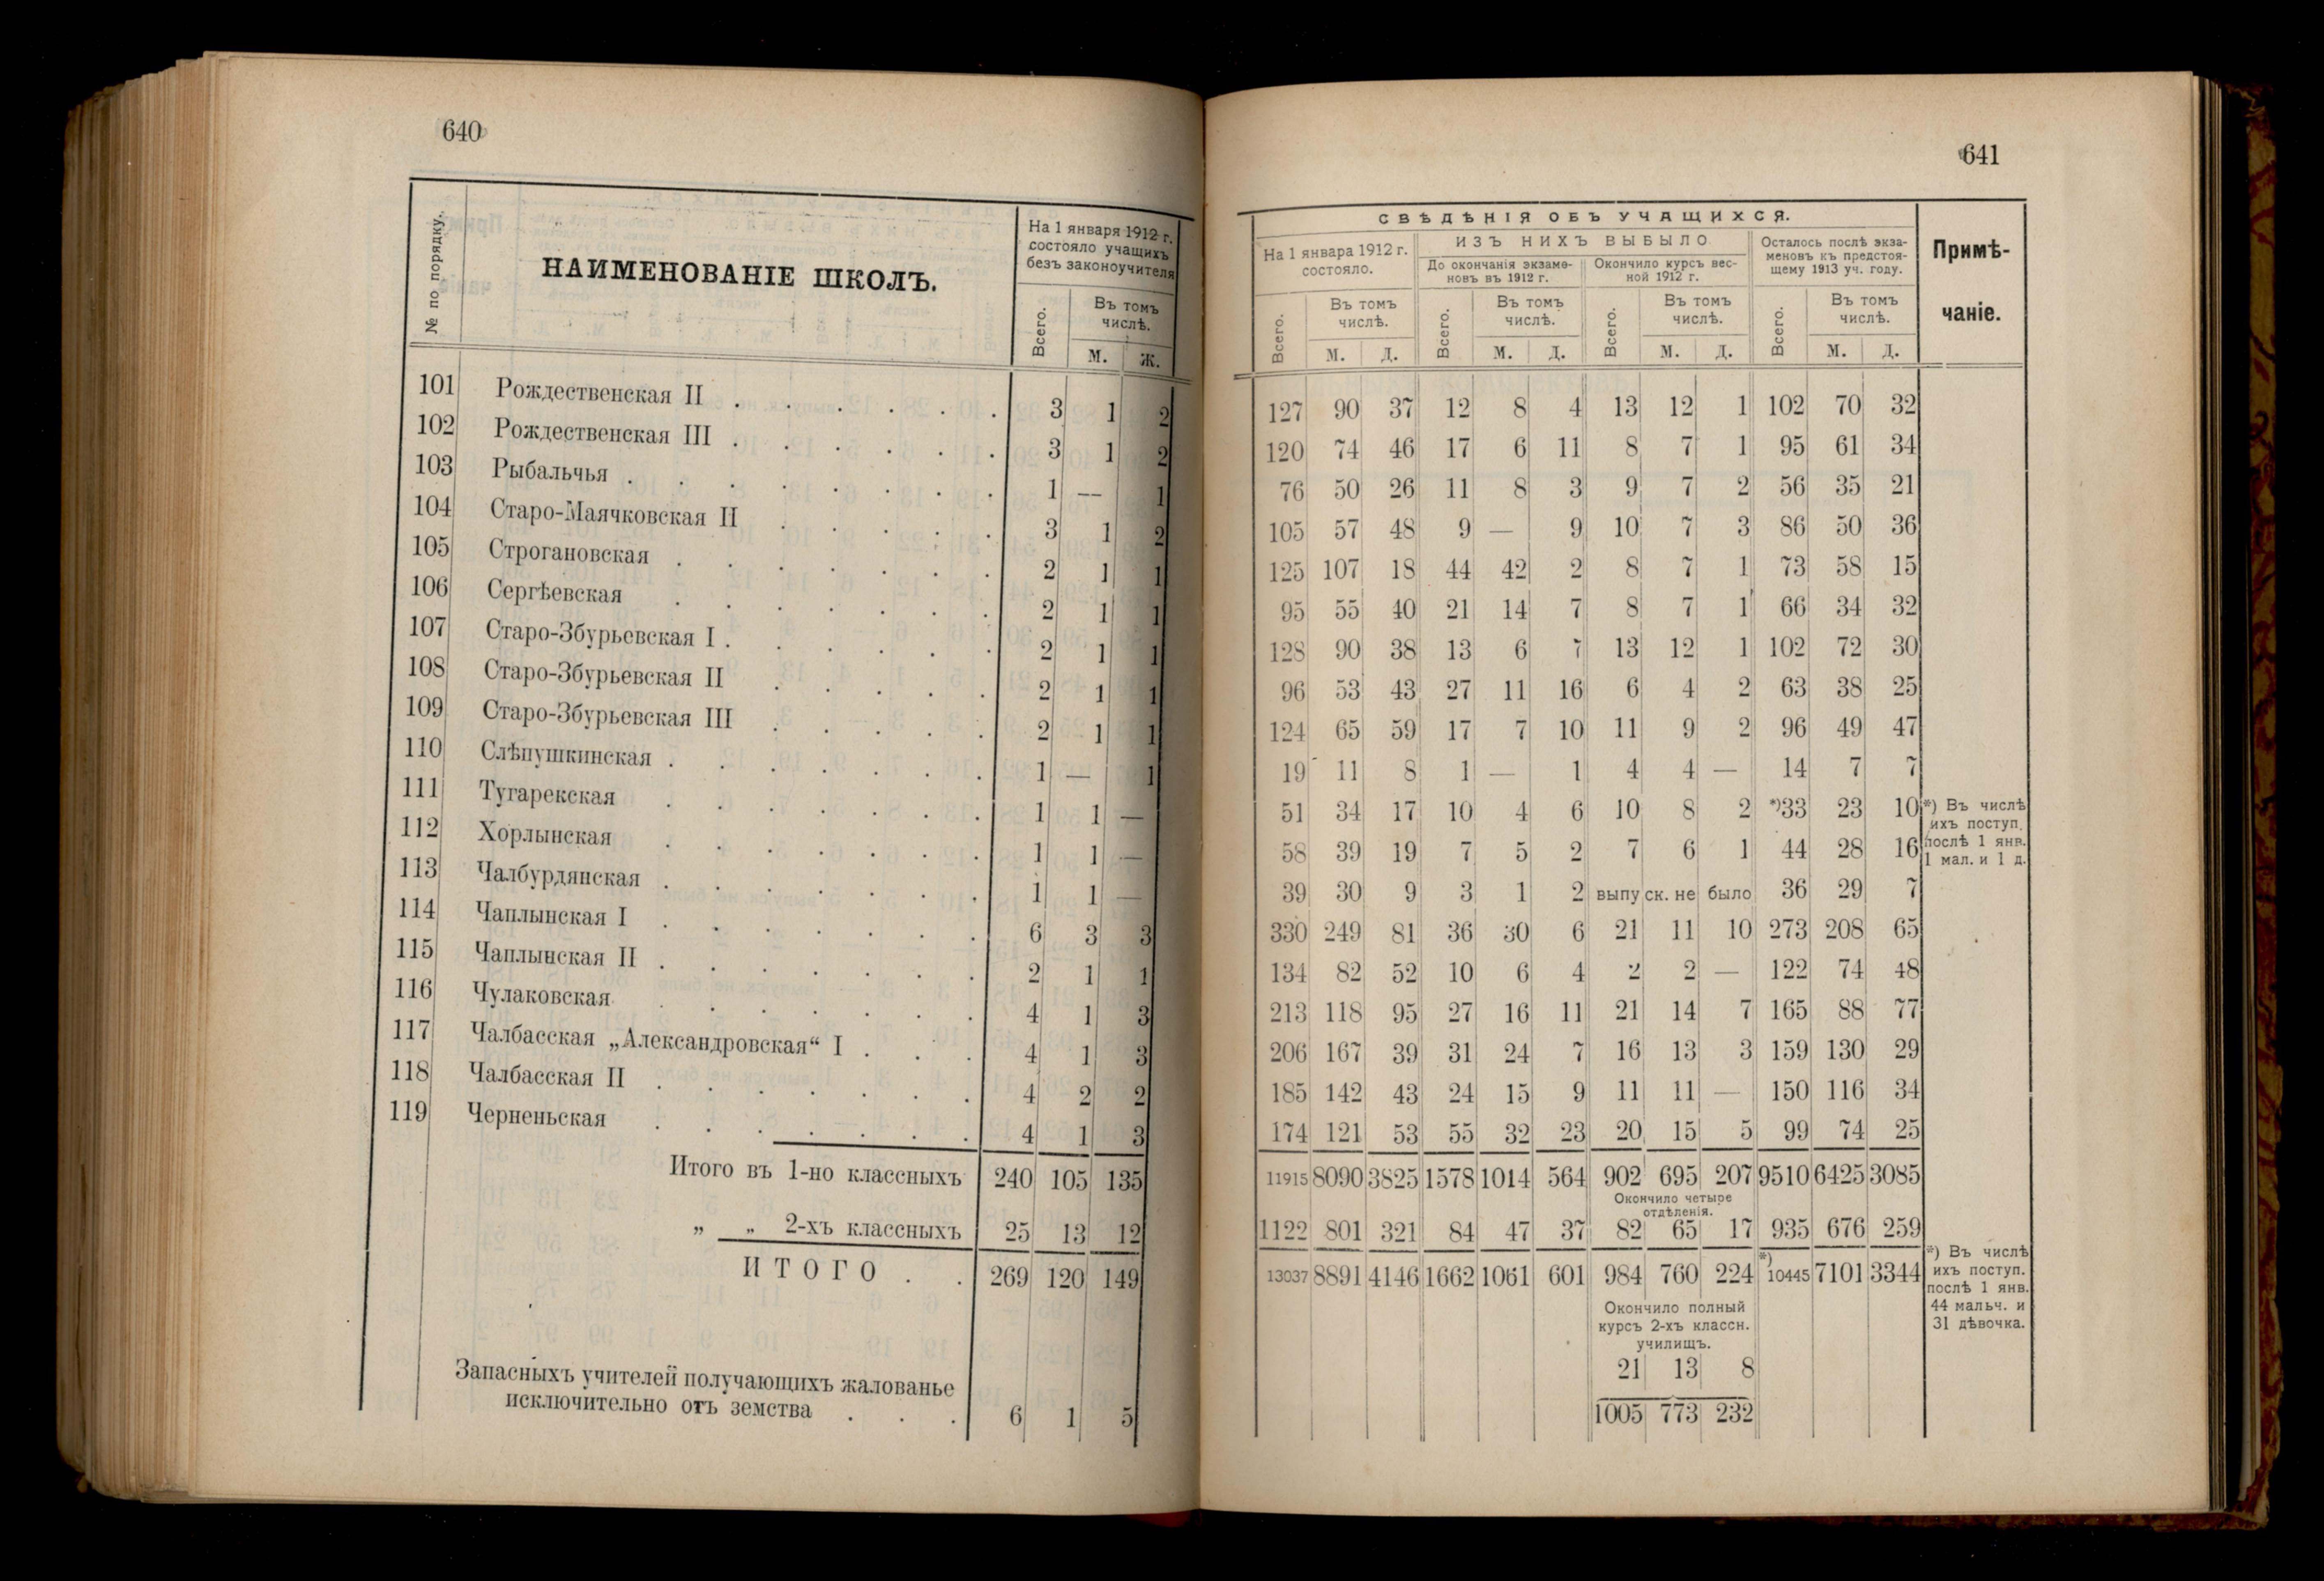 640
№ по порядку.
НАИМЕНОВАНІЕ ШКОЛЪ.
На 1 января 1912 г. состояло учащихъ безъ законоучителя
Всего.
Въ томъ числѣ.
М. Ж.
101 Рождественская II . . . . . . 3 1 2
102 Рождественская III . . . . . . 3 1 2
103 Рыбальчья . . . . . . . . 1 — 1
104 Старо-Маячковская II . . . . . 3 1 2
105 Строгановская . . . . . . . 2 1 1
106 Сергѣевская . . . . . . . 2 1 1
107 Старо-Збурьевская I . . . . . . 2 1 1
108 Старо-Збурьевская II . . . . . 2 1 1
109 Старо-Збурьевская III . . . . . 2 1 1
110 Слѣпушкинская . . . . . . . 1 — 1
111 Тугарекская . . . . . . . 1 1 —
112 Хорлынская . . . . . . . 1 1 —
113 Чалбурдянская . . . . . . . 1 1 —
114 Чаплынская I . . . . . . . 6 3 3
115 Чаплынская II . . . . . . . 2 1 1
116 Чулаковская . . . . . . . 4 1 3
117 Чалбасская „Александровская“ I . . . 4 1 3
118 Чалбасская II . . . . . . . 4 2 2
119 Черненьская . . . . . . . 4 1 3
Итого въ 1-но классныхъ 240 105 135
„ „ 2-хъ классныхъ 25 13 12
ИТОГО . . 269 120 149
Запасныхъ учителей получающихъ жалованье
исключительно отъ земства . . . 6 1 5
641
СВѢДѢНІЯ ОБЪ УЧАЩИХСЯ.
Примѣ-
чаніе.
На 1 января 1912 г. состояло.
ИЗЪ НИХЪ ВЫБЫЛО
До окончанія экзаме-
новъ въ 1912 г.
Окончило курсъ вес-
ной 1912 г.
Осталось послѣ экза-
меновъ къ предстоя-
щему 1913 уч. году.
Всего. Въ томъ числѣ. Всего. Въ томъ числѣ. Всего. Въ томъ числѣ. Всего. Въ томъ числѣ.
М. Д. М. Д. М. Д. М. Д.
127 90 37 12 8 4 13 12 1 102 70 32
120 74 46 17 6 11 8 7 1 95 61 34
76 50 26 11 8 3 9 7 2 56 35 21
105 57 48 9 — 9 10 7 3 86 50 36
125 107 18 44 42 2 8 7 1 73 58 15
95 55 40 21 14 7 8 7 1 66 34 32
128 90 38 13 6 7 13 12 1 102 72 30
96 53 43 27 11 16 6 4 2 63 38 25
124 65 59 17 7 10 11 9 2 96 49 47
19 11 8 1 — 1 4 4 — 14 7 7
51 34 17 10 4 6 10 8 2 *)33 23 10
58 39 19 7 5 2 7 6 1 44 28 16
*) Въ числѣ
ихъ поступ.
послѣ 1 янв.
1 мал. и 1 д.
39 30 9 3 1 2 выпуск. не было 36 29 7
330 249 81 36 30 6 21 11 10 273 208 65
134 82 52 10 6 4 2 2 — 122 74 48
213 118 95 27 16 11 21 14 7 165 88 77
206 167 39 31 24 7 16 13 3 159 130 29
185 142 43 24 15 9 11 11 — 150 116 34
174 121 53 55 32 23 20 15 5 99 74 25
11915 8090 3825 1578 1014 564 902 695 207 9510 6425 3085
Окончило четыре
отдѣленія.
1122 801 321 84 47 37 82 65 17 935 676 259
13037 8891 4146 1662 1061 601 984 760 224 *)10445 7101 3344
*) Въ числѣ
ихъ поступ.
послѣ 1 янв.
44 мальч. и
31 дѣвочка.
Окончило полный
курсъ 2-хъ классн.
училищъ.
21 13 8
1005 773 232